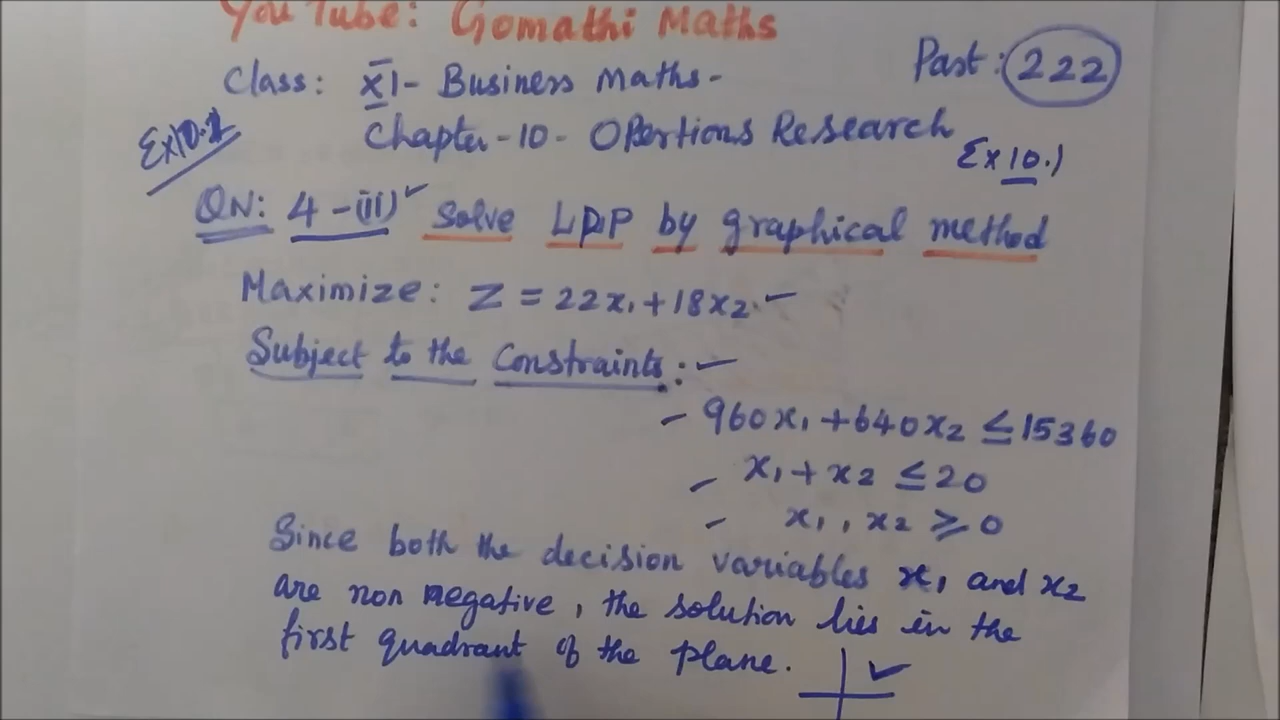 YouTube: Gomathi Maths
Class: XI - Business Maths - Part: 222
Ex 10.1
Chapter - 10 - OPertions Research
Ex 10.1
QN: 4 - (ii) ✓ Solve LPP by graphical method
Maximize: Z = 22x₁ + 18x₂.
Subject to the Constraints:
960x₁ + 640x₂ ≤ 15360
x₁ + x₂ ≤ 20
x₁, x₂ ≥ 0
Since both the decision variables x₁ and x₂
are non negative, the solution lies in the
first quadrant of the plane.